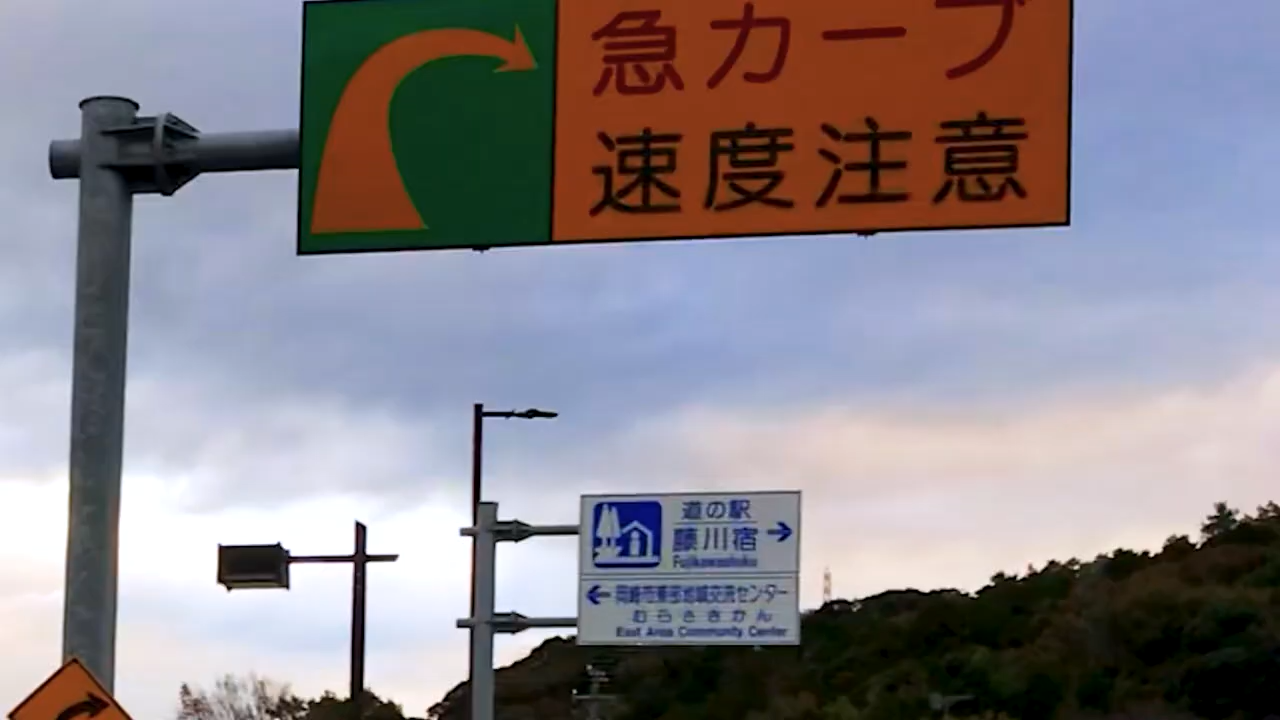 急カーブ
速度注意
道の駅
藤川宿
Fujikawashuku
岡崎市東部地域交流センター
むらさきかん
East Area Community Center